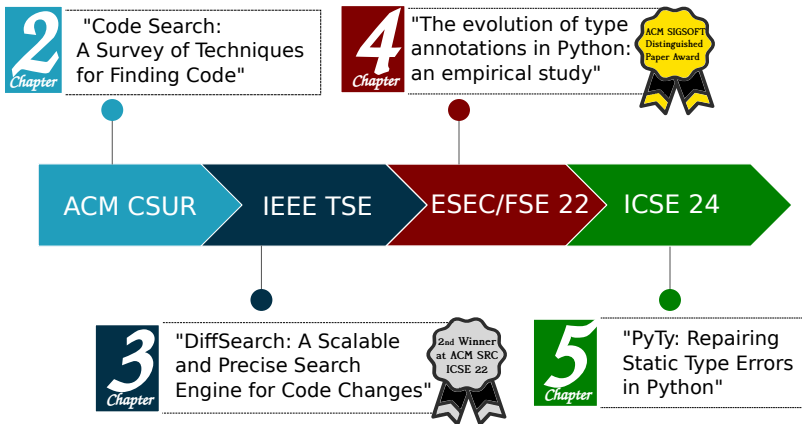 2
Chapter
"Code Search:
A Survey of Techniques
for Finding Code"
4
Chapter
"The evolution of type
annotations in Python:
an empirical study"
ACM SIGSOFT
Distinguished
Paper Award
ACM CSUR
IEEE TSE
ESEC/FSE 22
ICSE 24
3
Chapter
"DiffSearch: A Scalable
and Precise Search
Engine for Code Changes"
2nd Winner
at ACM SRC
ICSE 22
5
Chapter
"PyTy: Repairing
Static Type Errors
in Python"